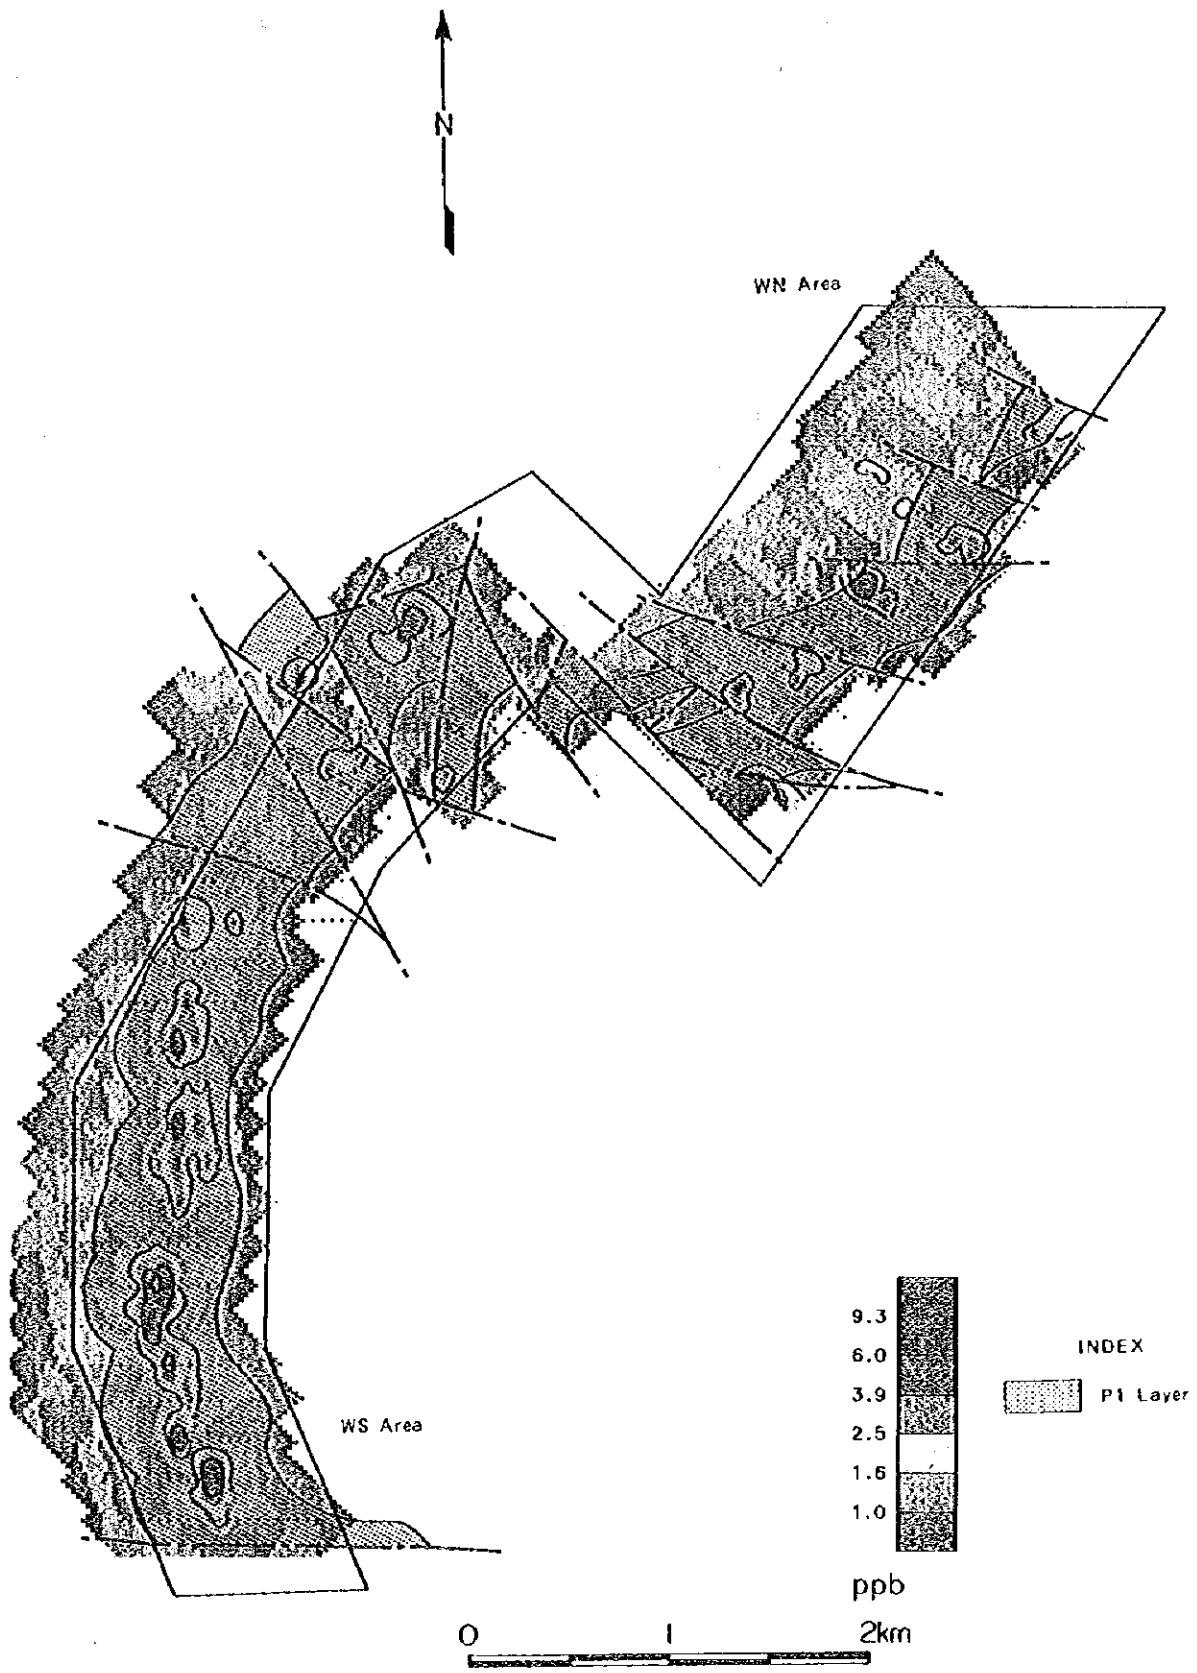 N
WN Area
WS Area
9.3
6.0
3.9
2.5
1.6
1.0
ppb
INDEX
P1 Layer
0 1 2km